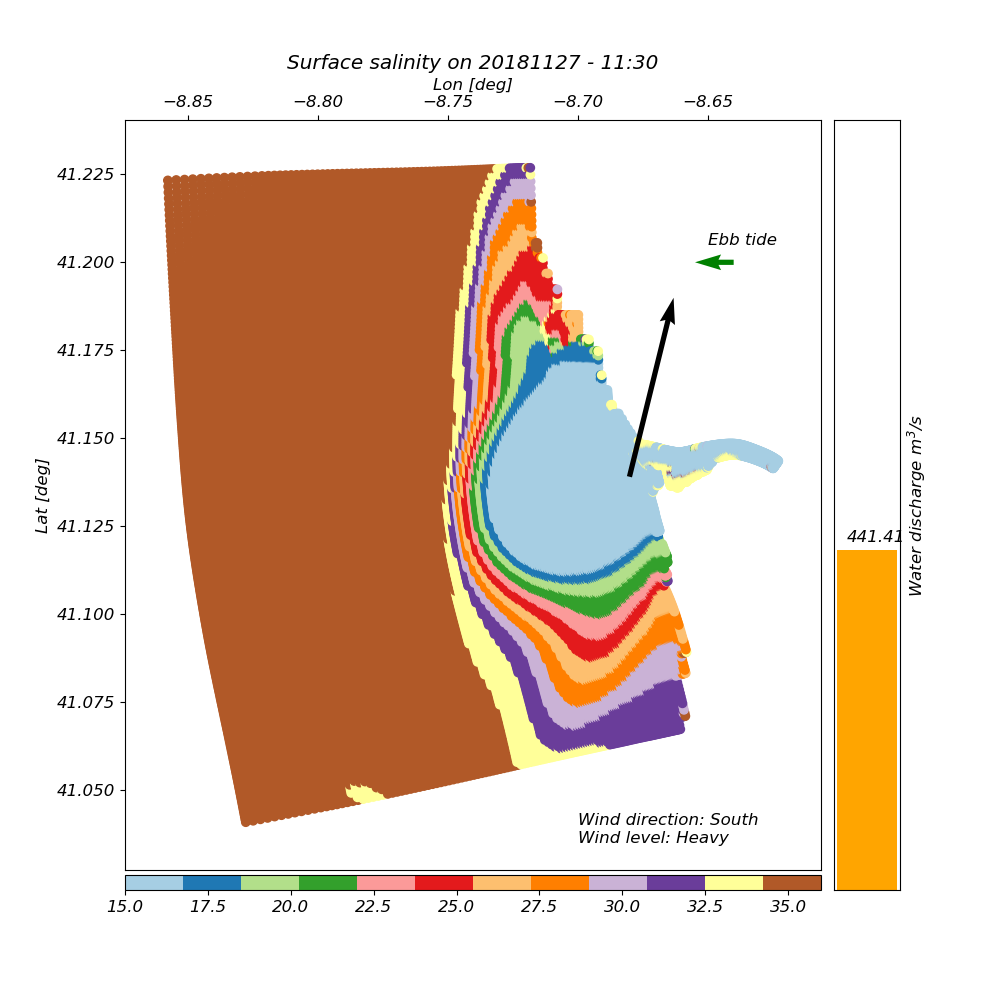 Surface salinity on 20181127 - 11:30
Lon [deg]
−8.85 −8.80 −8.75 −8.70 −8.65
41.225
41.200
41.175
41.150
41.125
41.100
41.075
41.050
Lat [deg]
Ebb tide
Wind direction: South
Wind level: Heavy
441.41
Water discharge m³/s
15.0 17.5 20.0 22.5 25.0 27.5 30.0 32.5 35.0